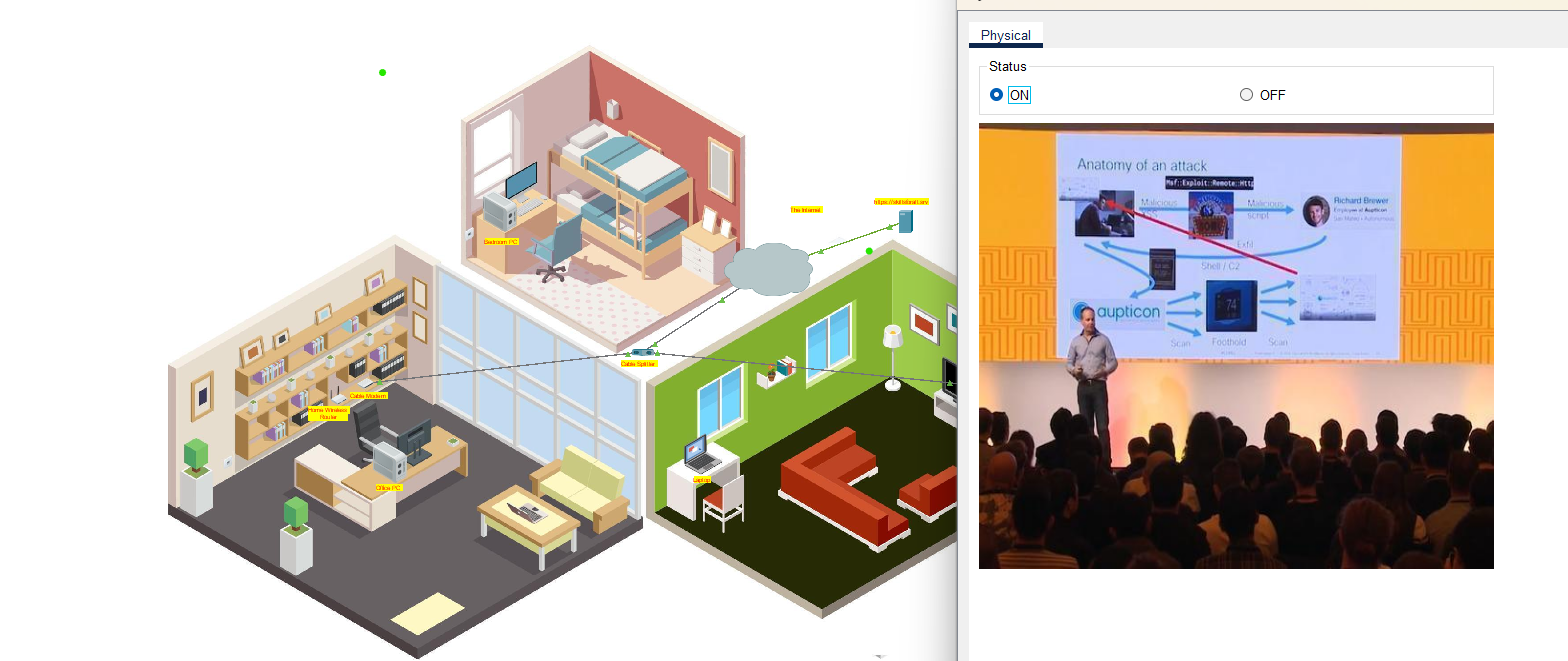 Physical
Status
ON
OFF
Bedroom PC
The Internet
https://skillsforall.srv
Cable Splitter
Cable Modem
Home Wireless
Router
Office PC
Laptop
Anatomy of an attack
Msf::Exploit::Remote::Http
Malicious
Malicious
script
Richard Brewer
Employee of Aupticon
Exfil
Shell / C2
74
aupticon
Scan
Foothold
Scan